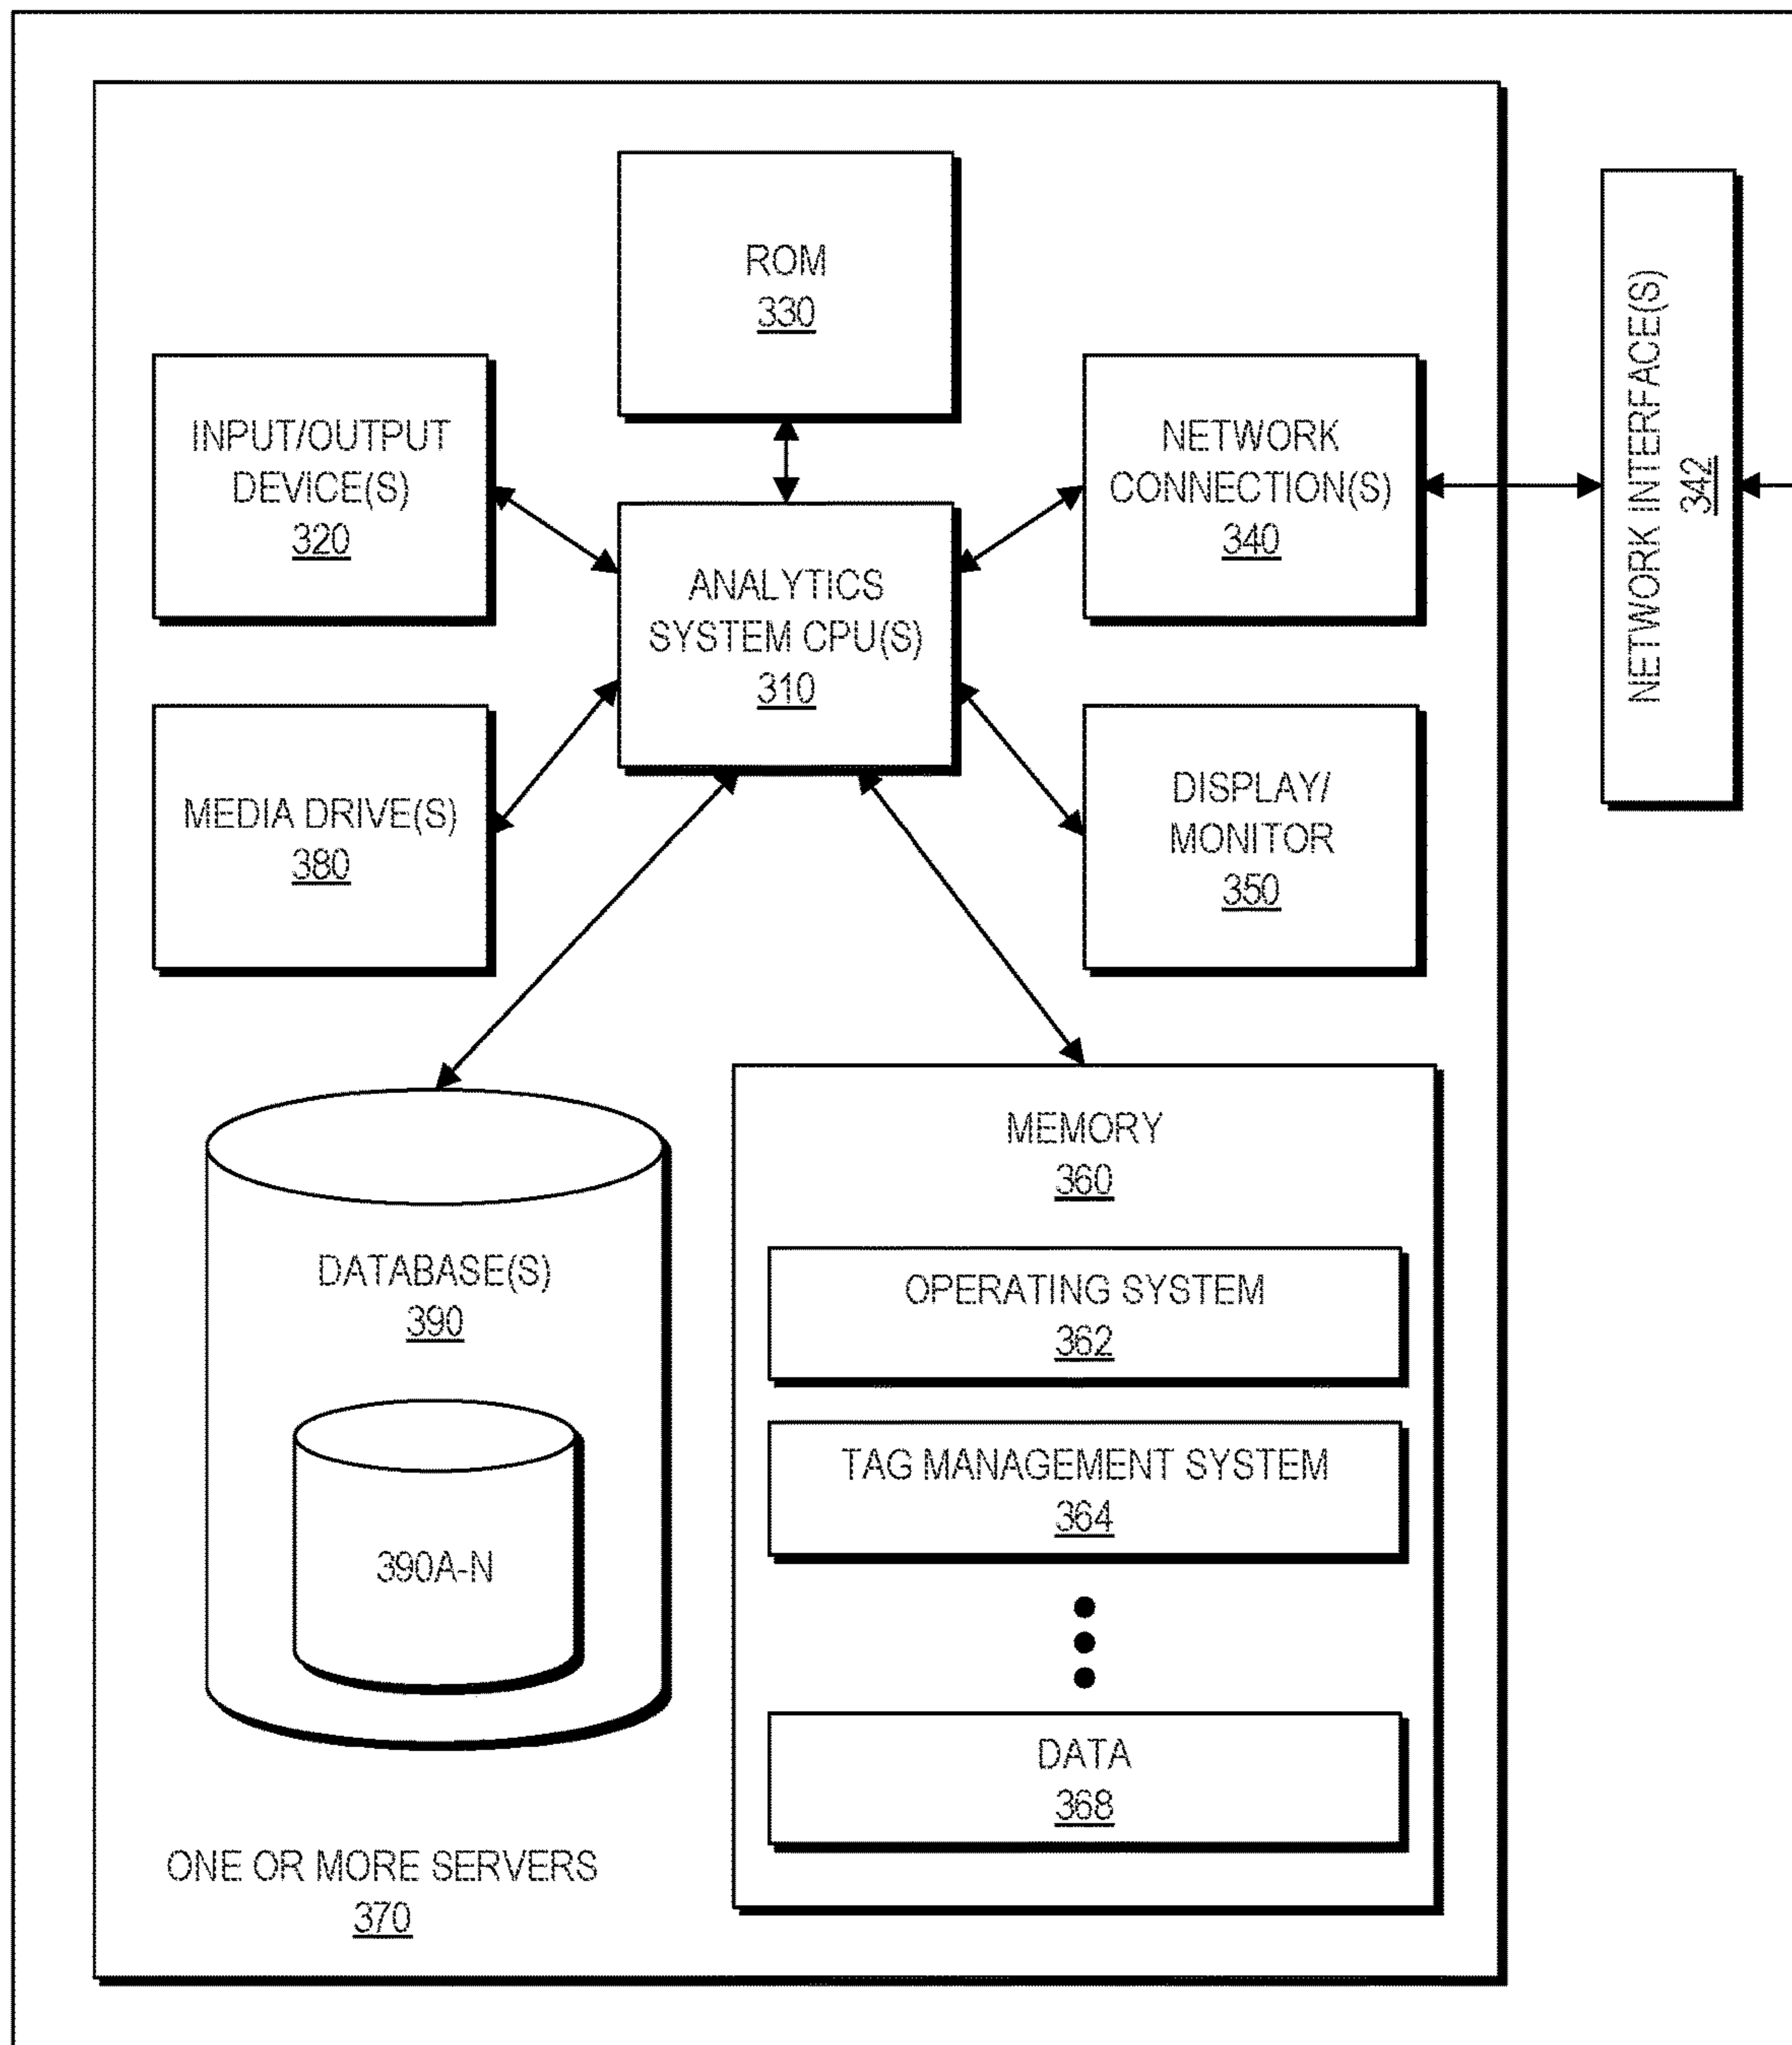 ROM
330
INPUT/OUTPUT
DEVICE(S)
320
NETWORK
CONNECTION(S)
340
NETWORK INTERFACE(S)
342
ANALYTICS
SYSTEM CPU(S)
310
MEDIA DRIVE(S)
380
DISPLAY/
MONITOR
350
DATABASE(S)
390
390A-N
MEMORY
360
OPERATING SYSTEM
362
TAG MANAGEMENT SYSTEM
364
DATA
368
ONE OR MORE SERVERS
370